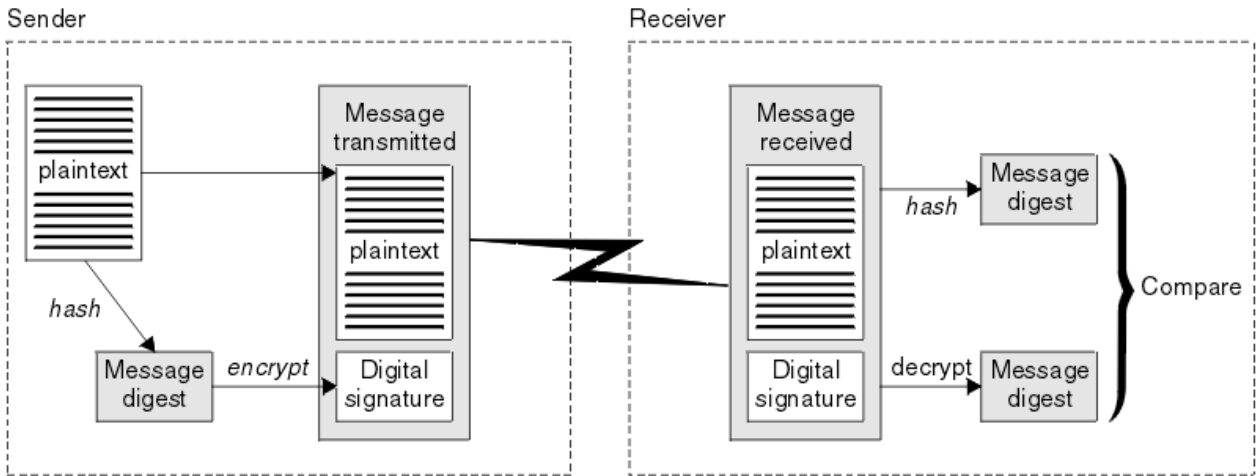 Sender
plaintext
hash
Message
digest
encrypt
Message
transmitted
plaintext
Digital
signature
Receiver
Message
received
plaintext
Digital
signature
hash
Message
digest
decrypt
Message
digest
Compare